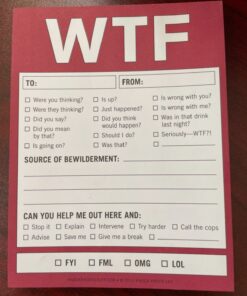 WTF
TO: FROM:
Were you thinking? Is up? Is wrong with you?
Were they thinking? Just happened? Is wrong with me?
Did you say? Did you think would happen? Was in that drink last night?
Did you mean by that? Should I do? Seriously—WTF?!
Is going on? Was that?
SOURCE OF BEWILDERMENT:
CAN YOU HELP ME OUT HERE AND:
Stop it Explain Intervene Try harder Call the cops
Advise Save me Give me a break
FYI FML OMG LOL